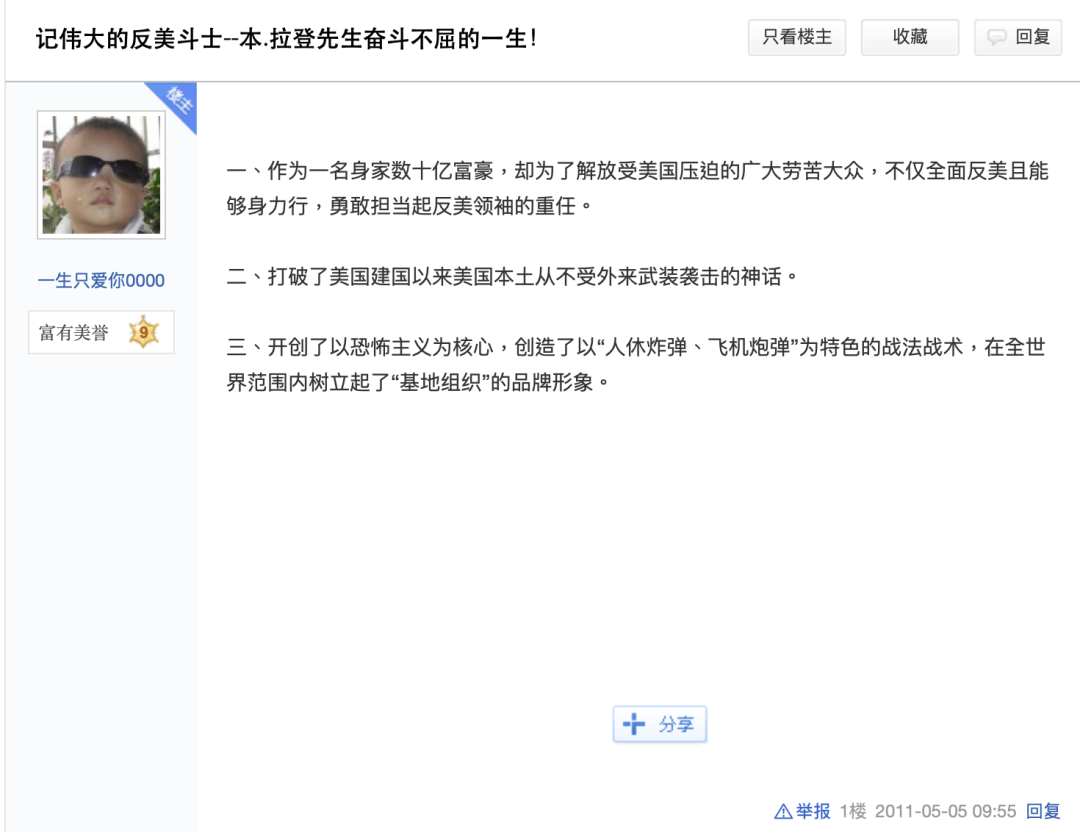 记伟大的反美斗士--本.拉登先生奋斗不屈的一生!
只看楼主
收藏
回复
楼主
一生只爱你0000
富有美誉 9
一、作为一名身家数十亿富豪，却为了解放受美国压迫的广大劳苦大众，不仅全面反美且能
够身力行，勇敢担当起反美领袖的重任。
二、打破了美国建国以来美国本土从不受外来武装袭击的神话。
三、开创了以恐怖主义为核心，创造了以“人休炸弹、飞机炮弹”为特色的战法战术，在全世
界范围内树立起了“基地组织”的品牌形象。
分享
举报 1楼 2011-05-05 09:55 回复